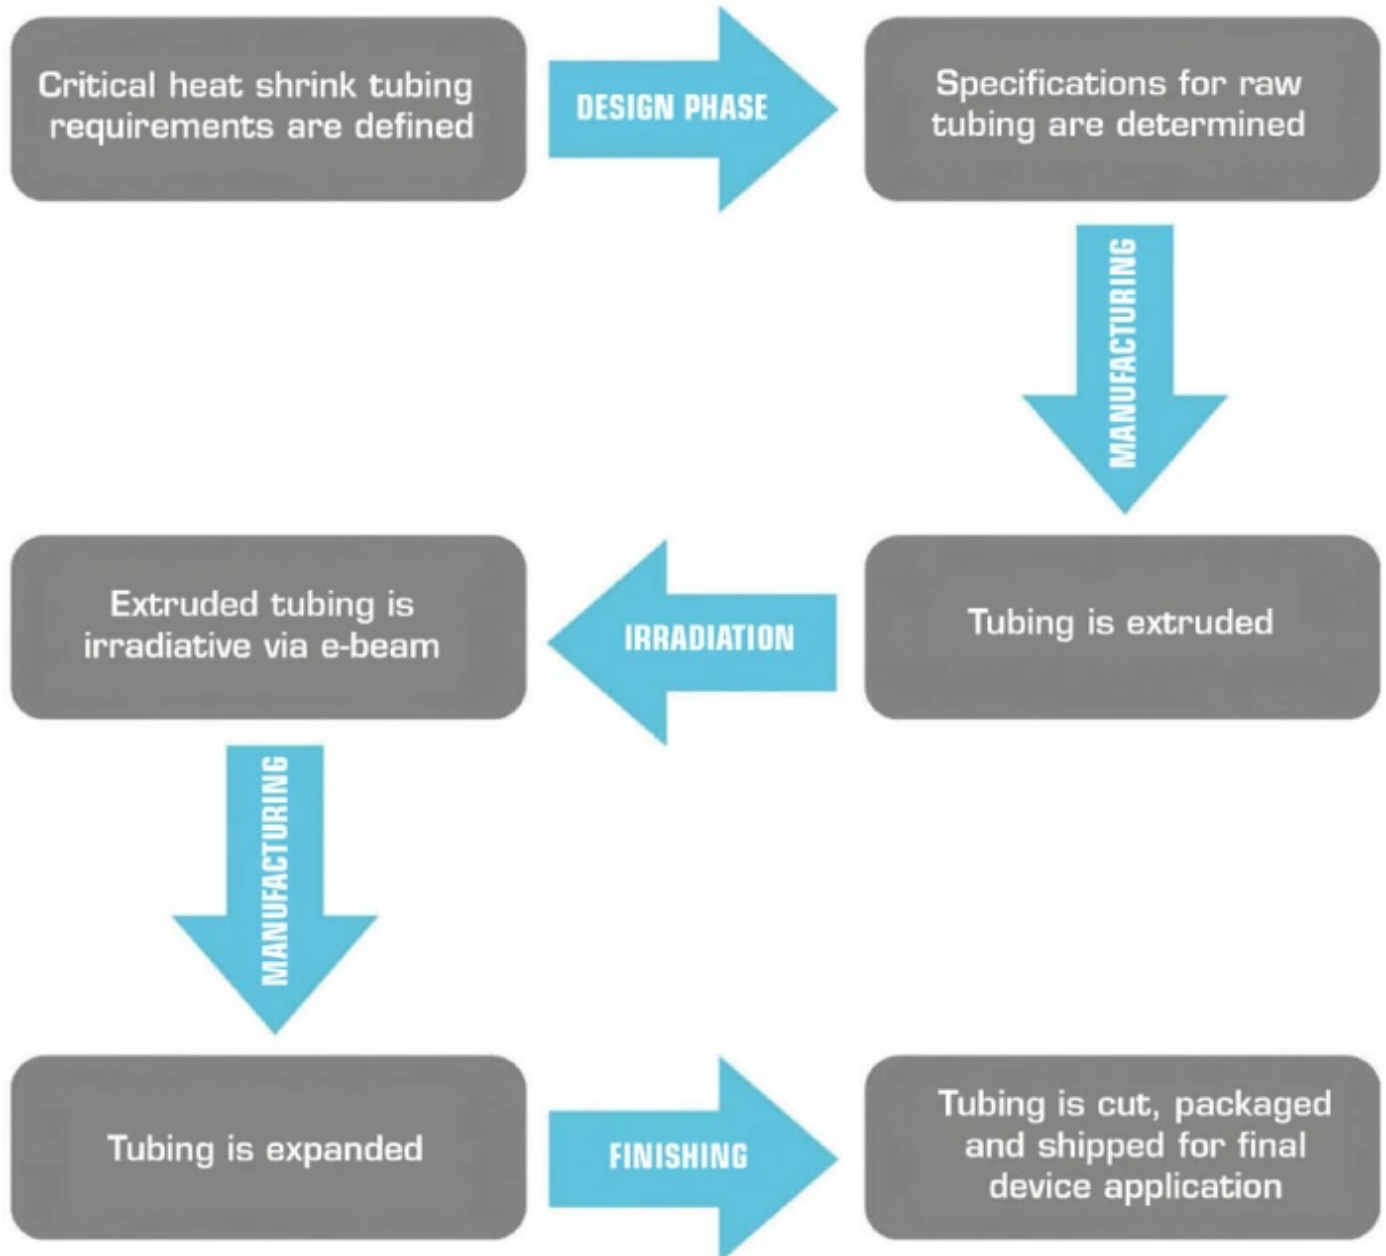 Critical heat shrink tubing
requirements are defined
DESIGN PHASE
Specifications for raw
tubing are determined
MANUFACTURING
Tubing is extruded
IRRADIATION
Extruded tubing is
irradiative via e-beam
MANUFACTURING
Tubing is expanded
FINISHING
Tubing is cut, packaged
and shipped for final
device application